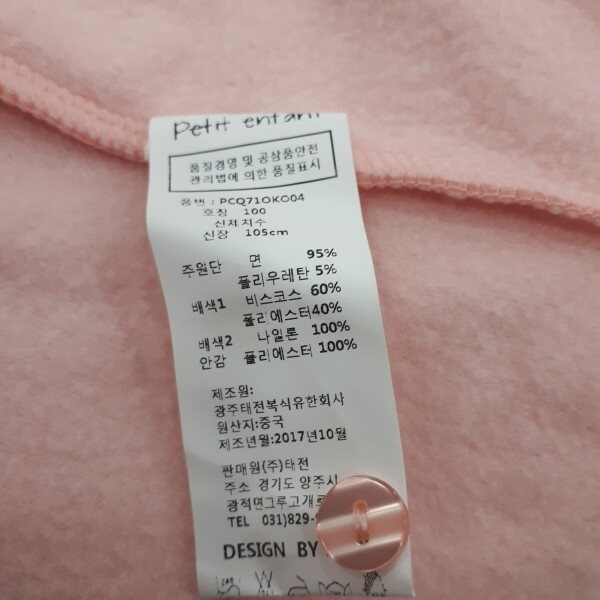 Petit enfant
품질경영 및 공삼품안전
관리법에 의한 품질표시
품번 : PCQ71OKO04
호칭 100
신체치수
신장 105cm
주원단 면 95%
폴리우레탄 5%
배색1 비스코스 60%
폴리에스터40%
배색2 나일론 100%
안감 폴리에스터 100%
제조원:
광주태전복식유한회사
원산지:중국
제조년월:2017년10월
판매원(주)태전
주소 경기도 양주시
광적면그루고개로
TEL 031)829-
DESIGN BY